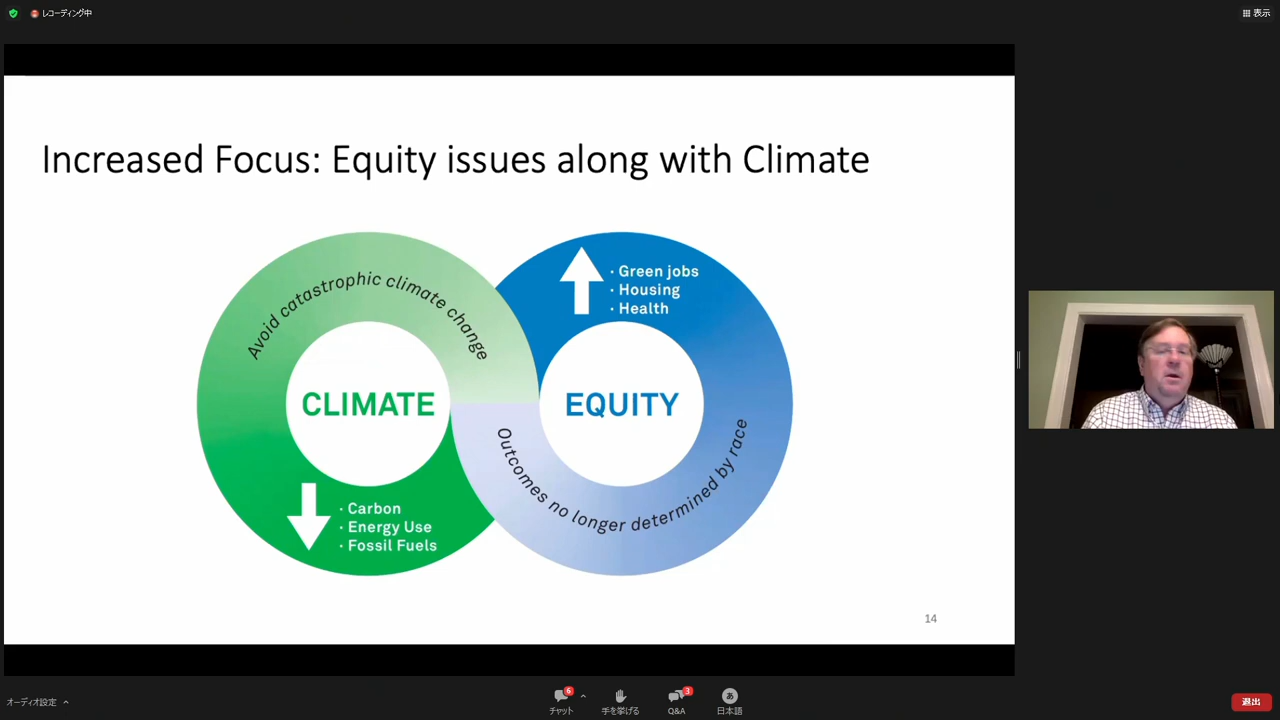 レコーディング中
表示
Increased Focus: Equity issues along with Climate
Avoid catastrophic climate change
CLIMATE
· Carbon
· Energy Use
· Fossil Fuels
· Green jobs
· Housing
· Health
EQUITY
Outcomes no longer determined by race
14
オーディオ設定
6
チャット
手を挙げる
3
Q&A
あ
日本語
退出